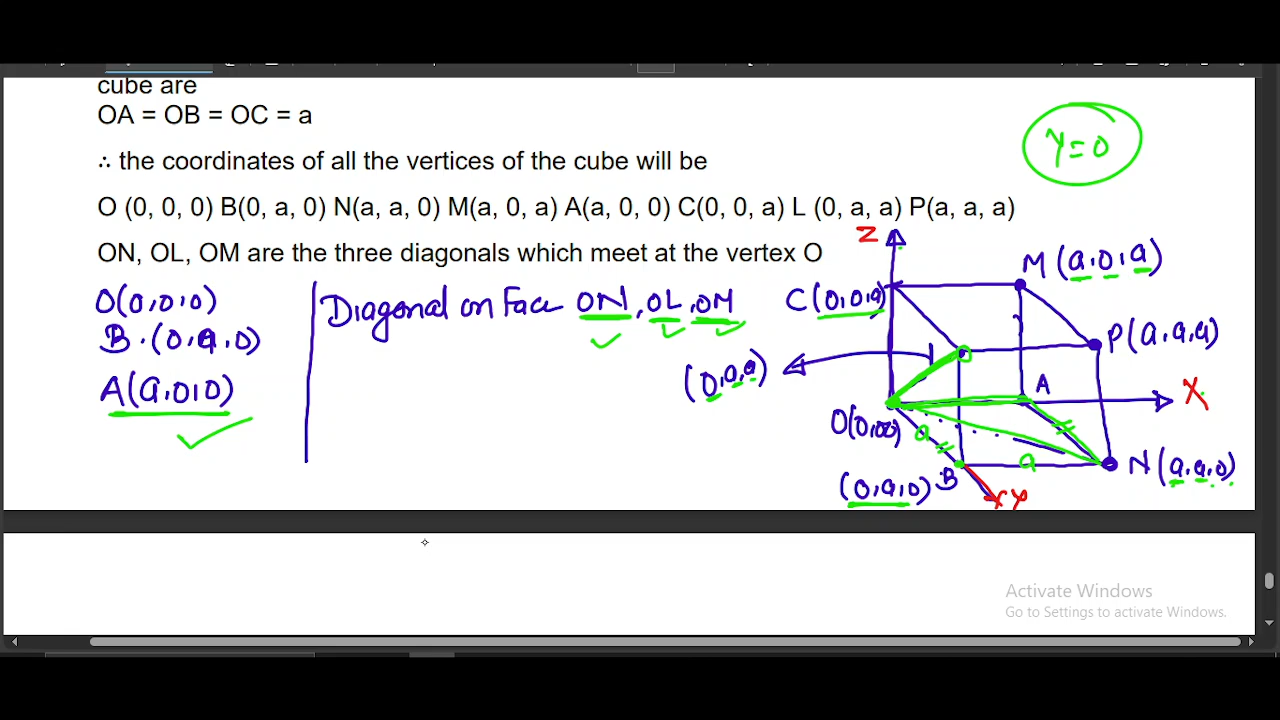 cube are
OA = OB = OC = a
∴ the coordinates of all the vertices of the cube will be
Y=0
O (0, 0, 0) B(0, a, 0) N(a, a, 0) M(a, 0, a) A(a, 0, 0) C(0, 0, a) L (0, a, a) P(a, a, a)
ON, OL, OM are the three diagonals which meet at the vertex O
Z
M (a,0,a)
O(0,0,0)
B.(0,a,0)
A(a,0,0)
Diagonal on Face ON, OL, OM
C(0,0,a)
P(a,a,a)
(0,a,a)
A
X
O(0,0,0)
a
a
N(a,a,0)
(0,a,0) B
Y
Activate Windows
Go to Settings to activate Windows.